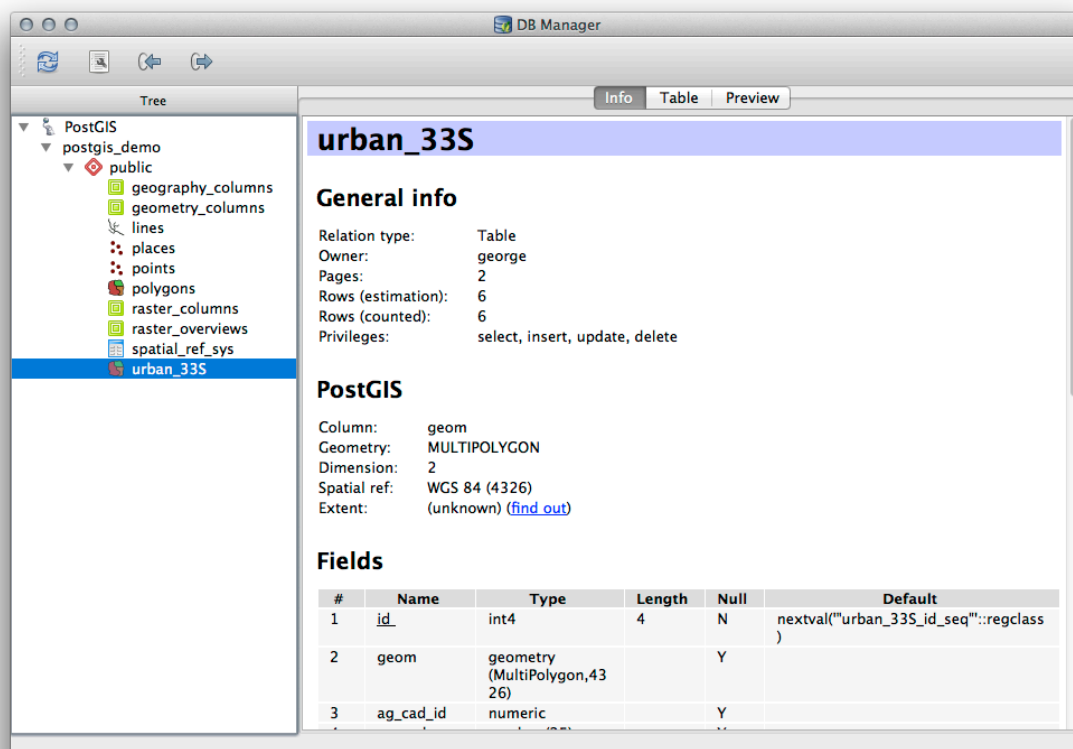 DB Manager
Tree
Info Table Preview
PostGIS
postgis_demo
public
geography_columns
geometry_columns
lines
places
points
polygons
raster_columns
raster_overviews
spatial_ref_sys
urban_33S
urban_33S
General info
Relation type: Table
Owner: george
Pages: 2
Rows (estimation): 6
Rows (counted): 6
Privileges: select, insert, update, delete
PostGIS
Column: geom
Geometry: MULTIPOLYGON
Dimension: 2
Spatial ref: WGS 84 (4326)
Extent: (unknown) (find out)
Fields
# Name Type Length Null Default
1 id int4 4 N nextval('"urban_33S_id_seq"'::regclass
)
2 geom geometry Y
(MultiPolygon,43
26)
3 ag_cad_id numeric Y